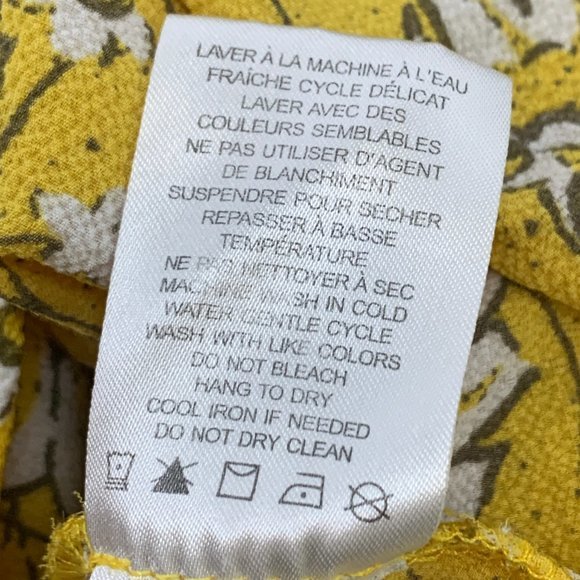 LAVER À LA MACHINE À L'EAU
FRAÎCHE CYCLE DÉLICAT
LAVER AVEC DES
COULEURS SEMBLABLES
NE PAS UTILISER D'AGENT
DE BLANCHIMENT
SUSPENDRE POUR SECHER
REPASSER À BASSE
TEMPÉRATURE
NE PAS NETTOYER À SEC
MACHINE WASH IN COLD
WATER GENTLE CYCLE
WASH WITH LIKE COLORS
DO NOT BLEACH
HANG TO DRY
COOL IRON IF NEEDED
DO NOT DRY CLEAN